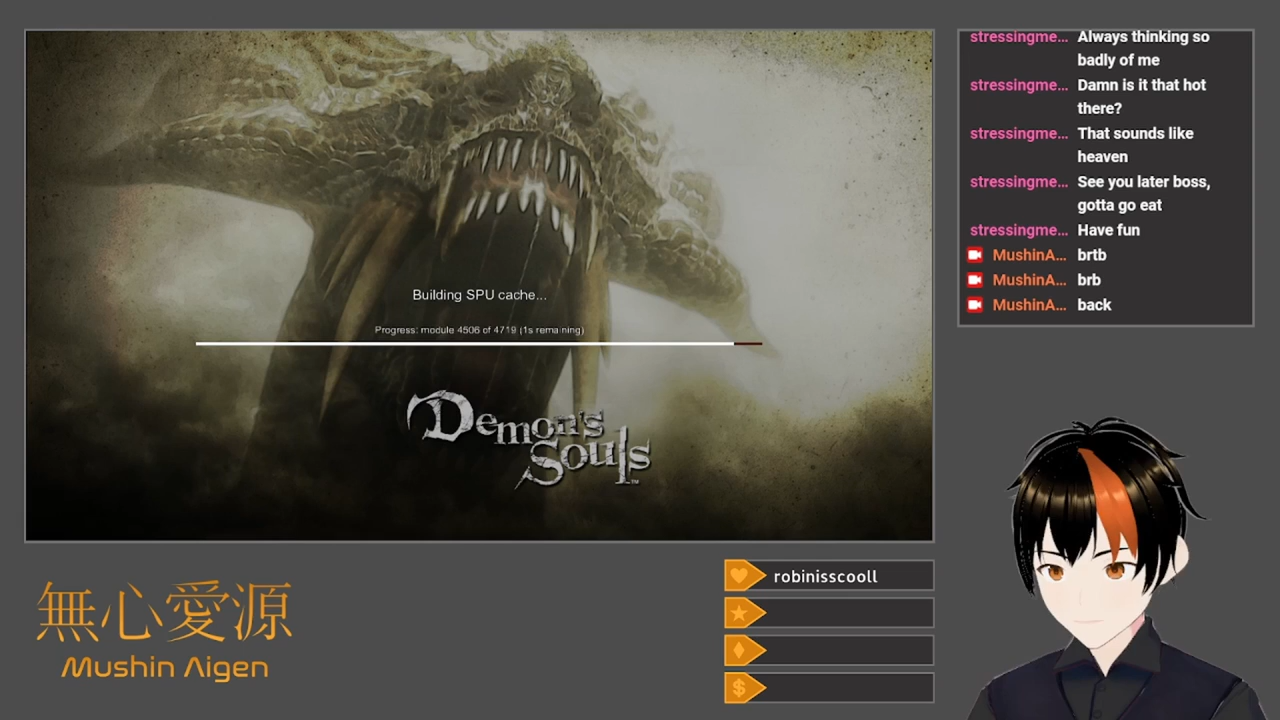 Building SPU cache...
Progress: module 4506 of 4719 (1s remaining)
Demon's
Souls
TM
stressingme... Always thinking so
badly of me
stressingme... Damn is it that hot
there?
stressingme... That sounds like
heaven
stressingme... See you later boss,
gotta go eat
stressingme... Have fun
MushinA... brtb
MushinA... brb
MushinA... back
無心愛源
Mushin Aigen
robinisscooll